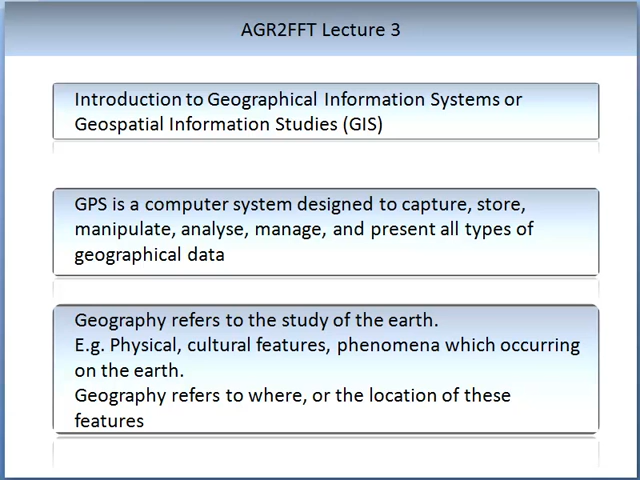 AGR2FFT Lecture 3
Introduction to Geographical Information Systems or
Geospatial Information Studies (GIS)
GPS is a computer system designed to capture, store,
manipulate, analyse, manage, and present all types of
geographical data
Geography refers to the study of the earth.
E.g. Physical, cultural features, phenomena which occurring
on the earth.
Geography refers to where, or the location of these
features